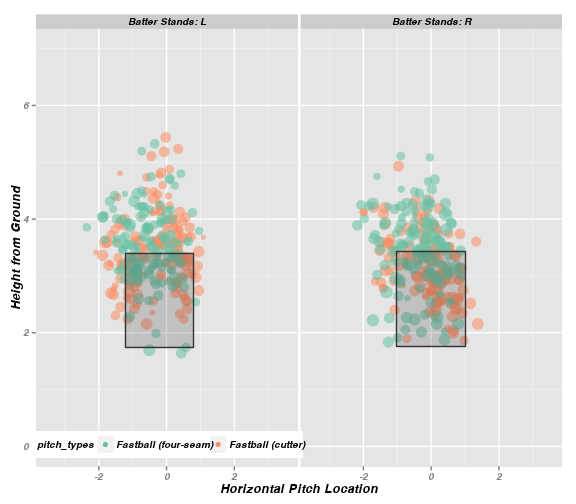 Batter Stands: L
Batter Stands: R
Height from Ground
6
4
2
0
pitch_types Fastball (four-seam) Fastball (cutter)
-2 0 2 -2 0 2
Horizontal Pitch Location